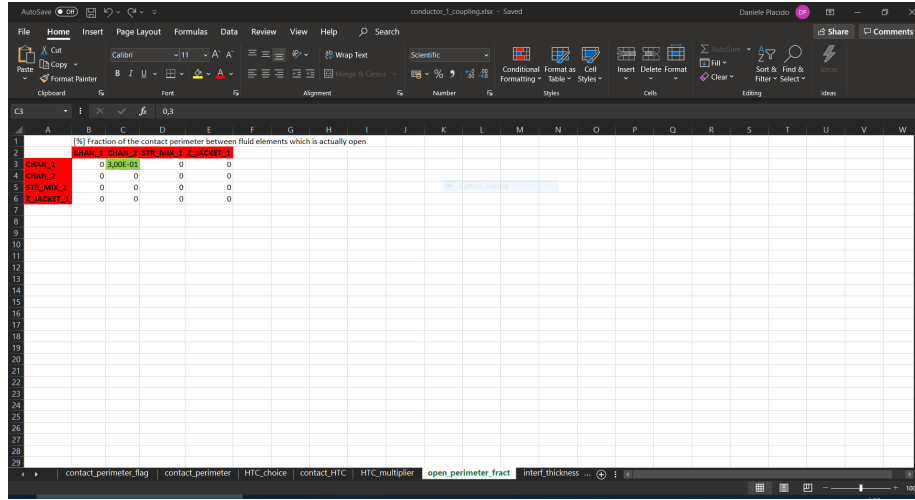 AutoSave Off conductor_1_coupling.xlsx - Saved Daniele Placido DP
File Home Insert Page Layout Formulas Data Review View Help Search Share Comments
Paste Cut Copy Format Painter Calibri 11 B I U Wrap Text Merge & Center Scientific % Conditional Formatting Format as Table Cell Styles Insert Delete Format AutoSum Fill Clear Sort & Filter Find & Select Ideas
Clipboard Font Alignment Number Styles Cells Editing Ideas
C3 fx 0,3
A B C D E F G H I J K L M N O P Q R S T U V W
1 [%] Fraction of the contact perimeter between fluid elements which is actually open
2 CHAN_1 CHAN_2 STR_MIX_1 Z_JACKET_1
3 CHAN_1 0 3,00E-01 0 0
4 CHAN_2 0 0 0 0
5 STR_MIX_1 0 0 0 0
6 Z_JACKET_1 0 0 0 0
7
8
9
10
11
12
13
14
15
16
17
18
19
20
21
22
23
24
25
26
27
28
29
contact_perimeter_flag contact_perimeter HTC_choice contact_HTC HTC_multiplier open_perimeter_fract interf_thickness ...